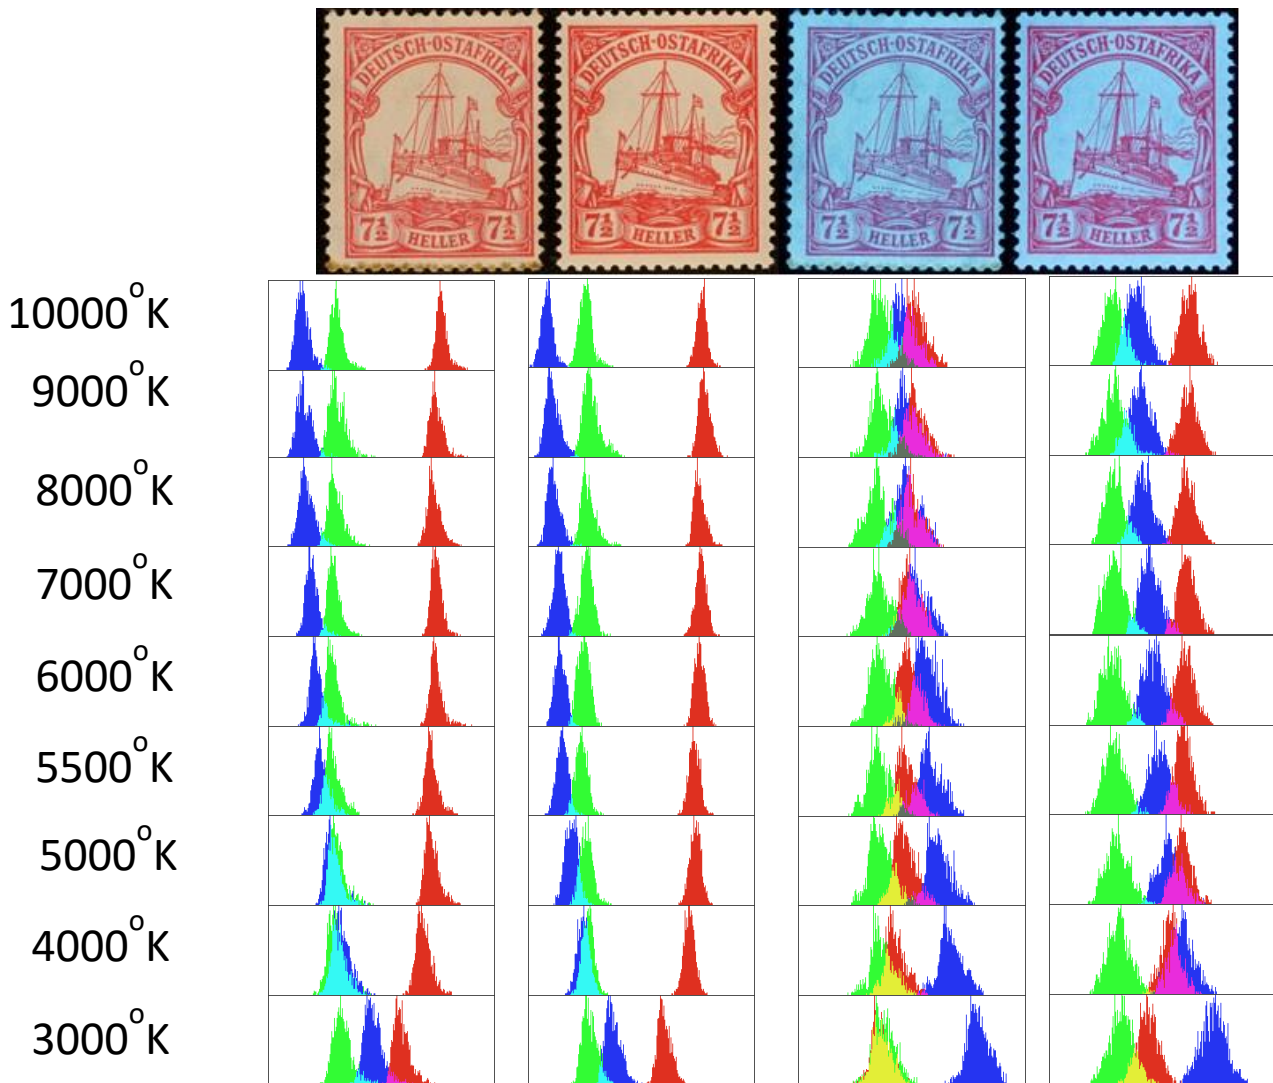 DEUTSCH-OSTAFRIKA DEUTSCH-OSTAFRIKA DEUTSCH-OSTAFRIKA DEUTSCH-OSTAFRIKA
7½ HELLER 7½ 7½ HELLER 7½ 7½ HELLER 7½ 7½ HELLER 7½
10000°K
9000°K
8000°K
7000°K
6000°K
5500°K
5000°K
4000°K
3000°K